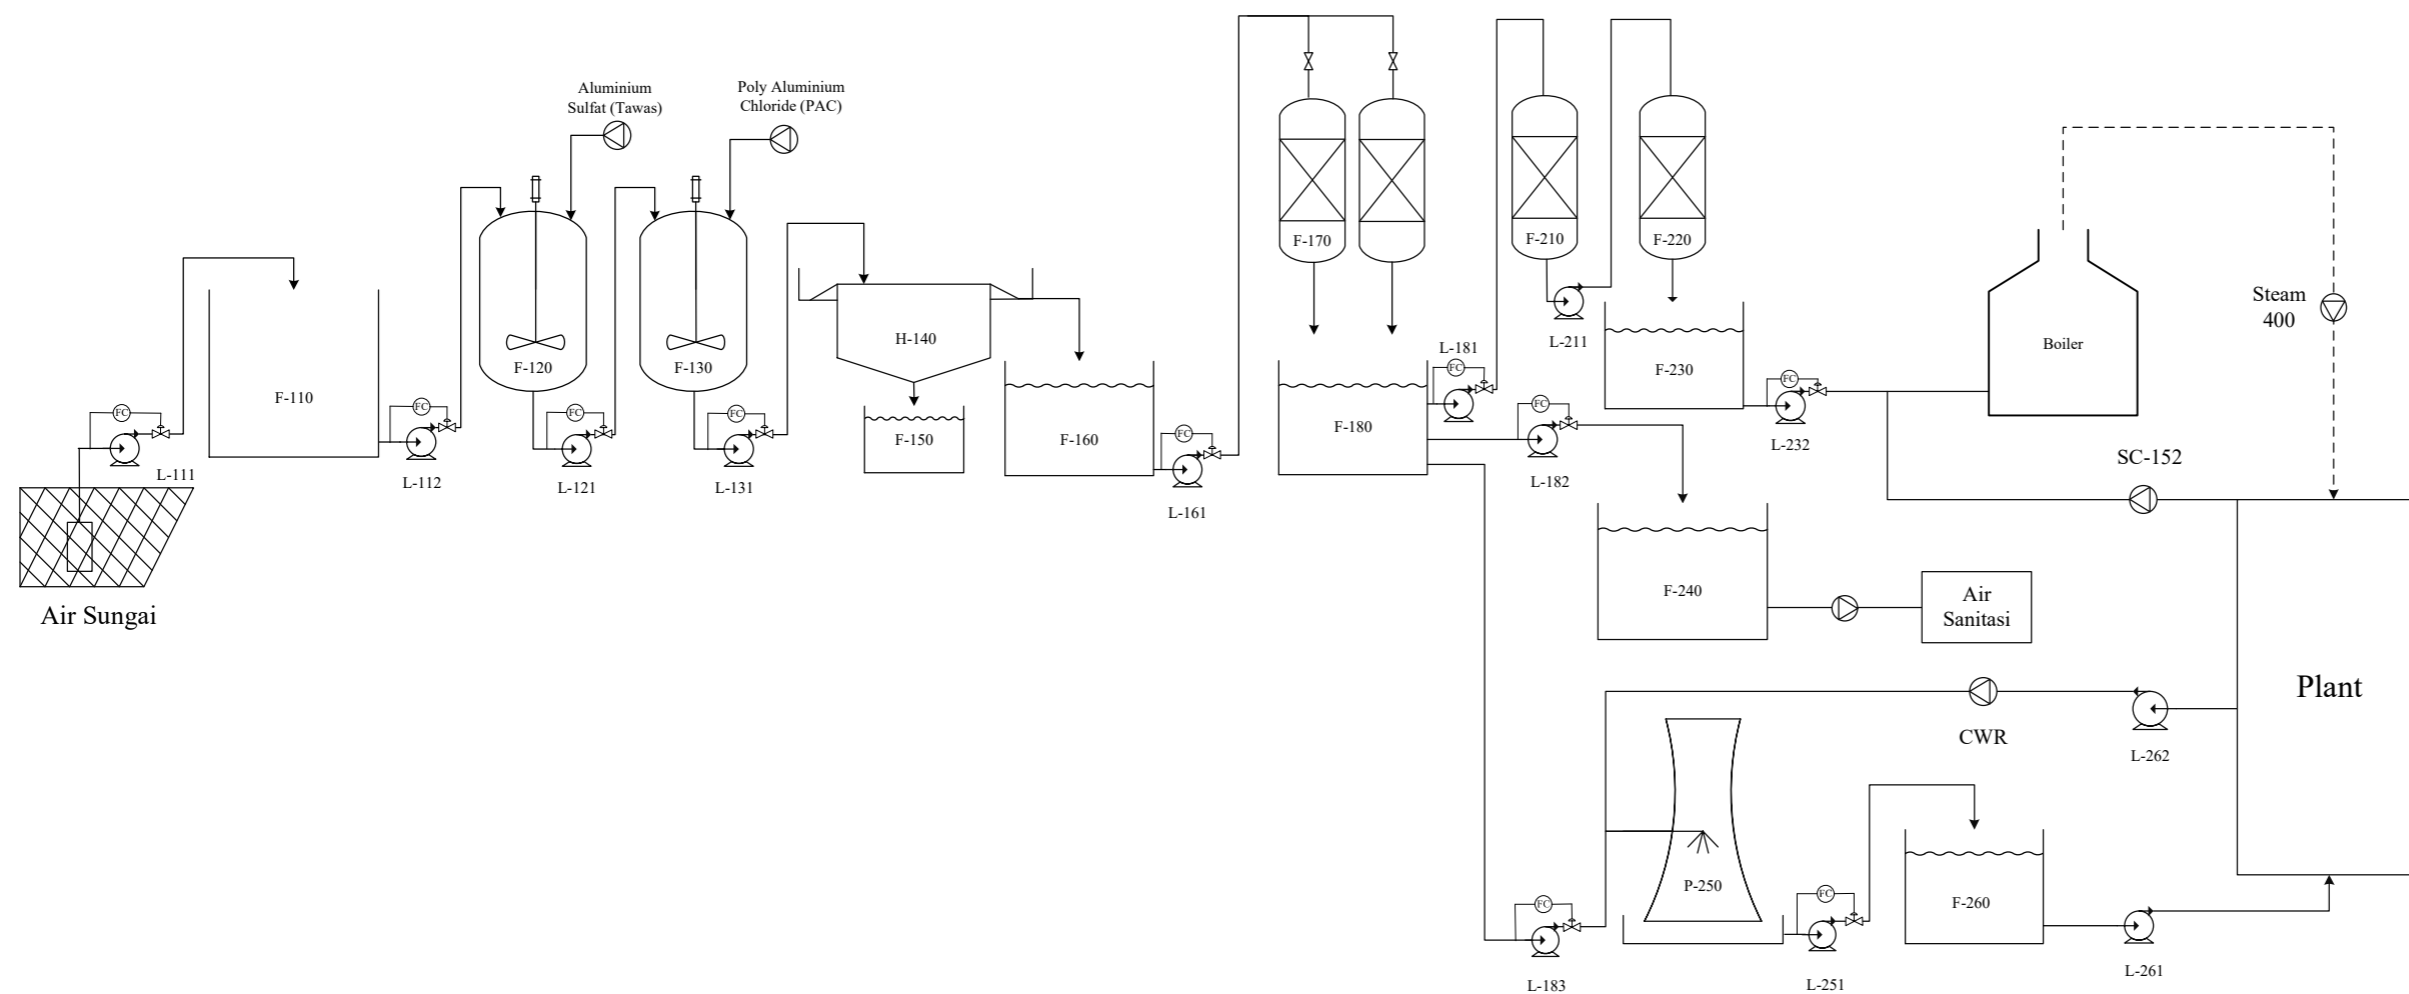 Aluminium
Sulfat (Tawas)
Poly Aluminium
Chloride (PAC)
F-170
F-210
F-220
Steam
400
H-140
L-181
L-211
Boiler
F-120
F-130
F-230
FC
FC
F-110
FC
FC
FC
FC
FC
F-150
F-160
FC
F-180
L-232
SC-152
L-111
L-112
L-121
L-131
L-182
L-161
Air Sungai
F-240
Air
Sanitasi
Plant
CWR
L-262
P-250
FC
FC
F-260
L-183
L-251
L-261